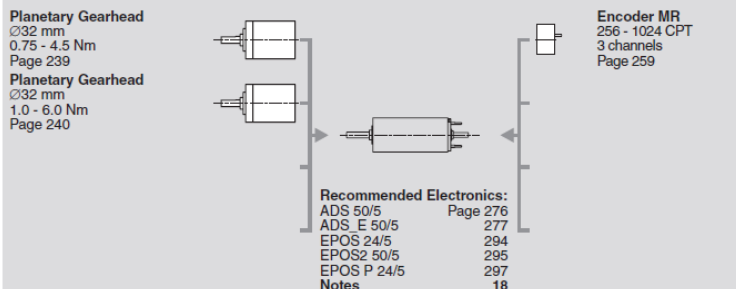 Planetary Gearhead
∅32 mm
0.75 - 4.5 Nm
Page 239
Planetary Gearhead
∅32 mm
1.0 - 6.0 Nm
Page 240
Encoder MR
256 - 1024 CPT
3 channels
Page 259
Recommended Electronics:
ADS 50/5 Page 276
ADS_E 50/5 277
EPOS 24/5 294
EPOS2 50/5 295
EPOS P 24/5 297
Notes 18